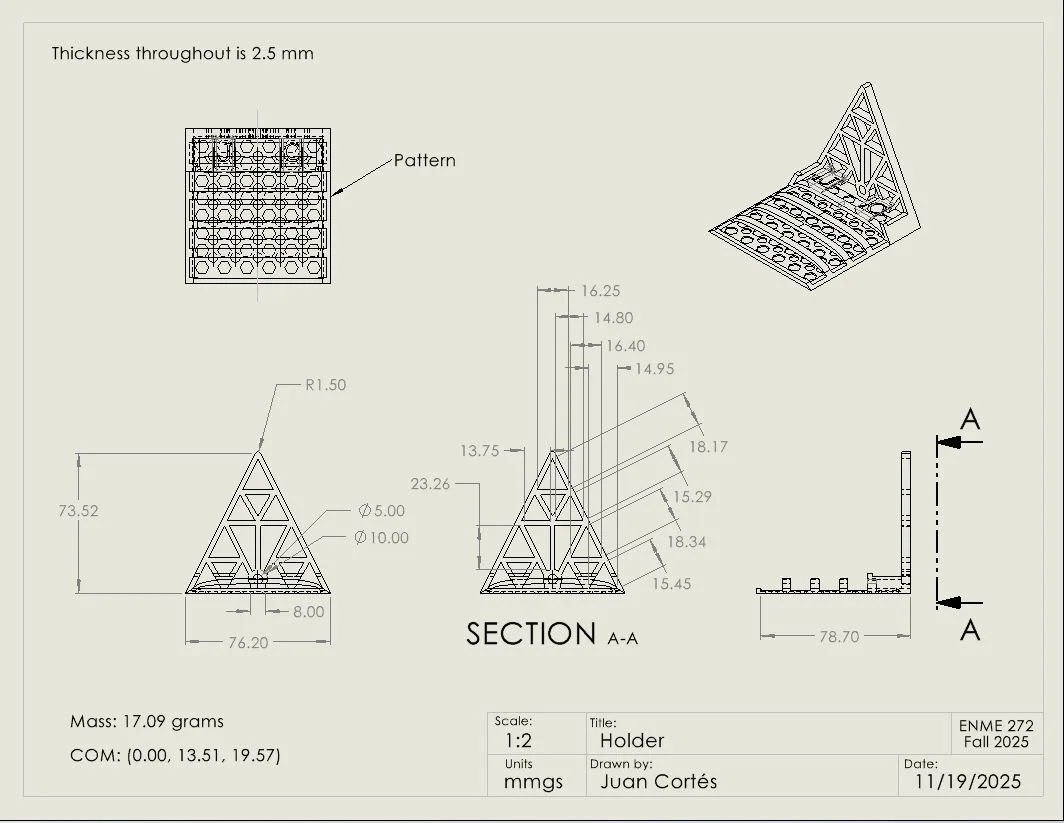 Thickness throughout is 2.5 mm
Pattern
16.25
14.80
16.40
14.95
R1.50
13.75
18.17
23.26
15.29
73.52
∅5.00
∅10.00
18.34
15.45
8.00
76.20
78.70
A
A
SECTION A-A
Mass: 17.09 grams
COM: (0.00, 13.51, 19.57)
Scale:
1:2
Title:
Holder
ENME 272
Fall 2025
Units
mmgs
Drawn by:
Juan Cortés
Date:
11/19/2025